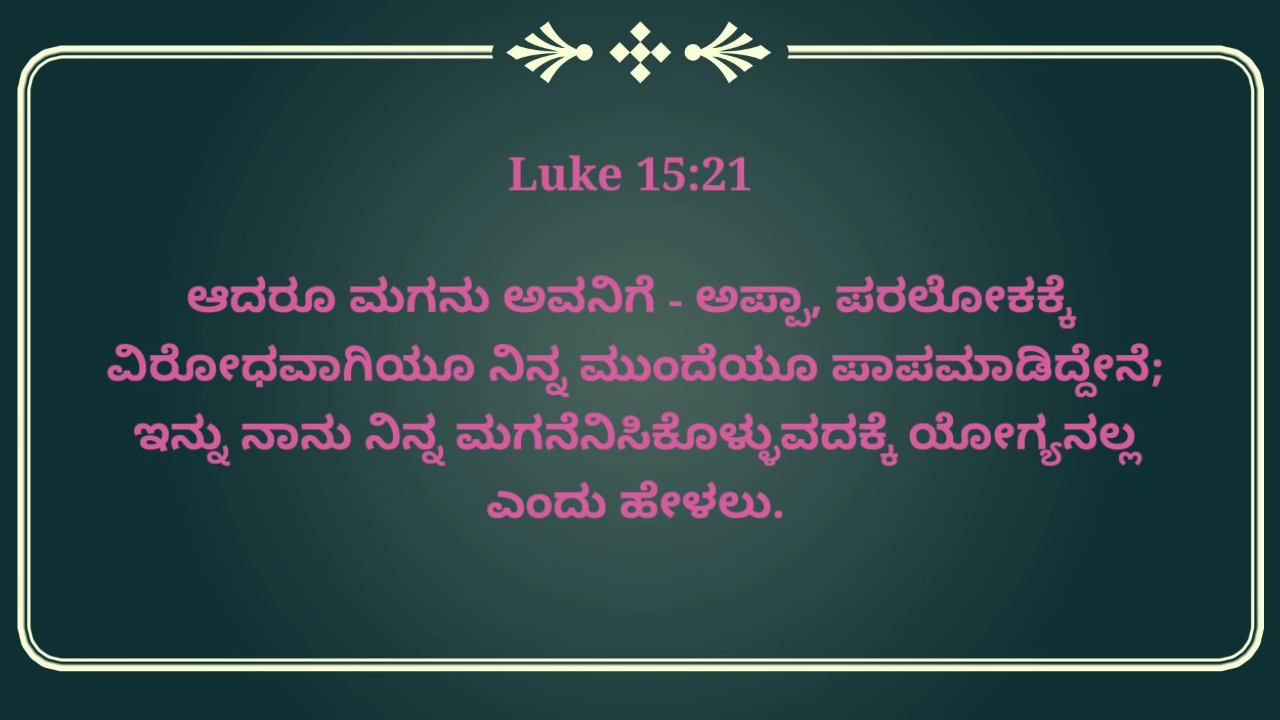 Luke 15:21
ಆದರೂ ಮಗನು ಅವನಿಗೆ - ಅಪ್ಪಾ, ಪರಲೋಕಕ್ಕೆ
ವಿರೋಧವಾಗಿಯೂ ನಿನ್ನ ಮುಂದೆಯೂ ಪಾಪಮಾಡಿದ್ದೇನೆ;
ಇನ್ನು ನಾನು ನಿನ್ನ ಮಗನೆನಿಸಿಕೊಳ್ಳುವದಕ್ಕೆ ಯೋಗ್ಯನಲ್ಲ
ಎಂದು ಹೇಳಲು.